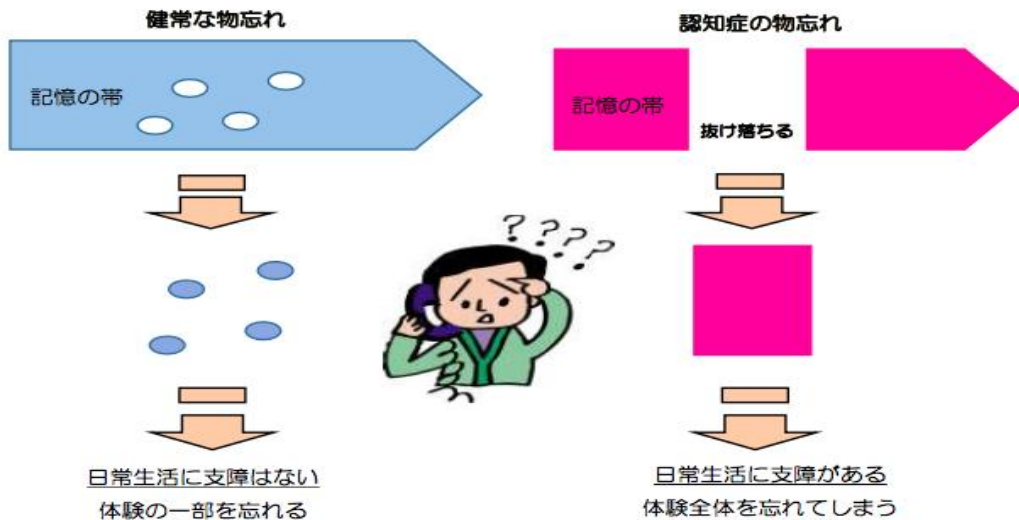 健常な物忘れ
記憶の帯
日常生活に支障はない
体験の一部を忘れる
? ? ? ?
認知症の物忘れ
記憶の帯
抜け落ちる
日常生活に支障がある
体験全体を忘れてしまう